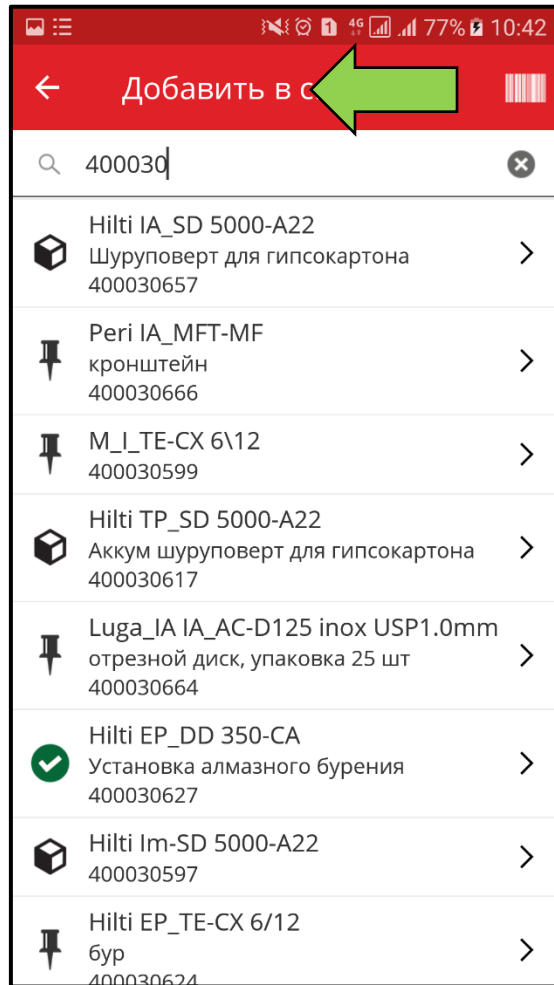 1 4G 77% 10:42
Добавить в
400030
Hilti IA_SD 5000-A22
Шуруповерт для гипсокартона
400030657
Peri IA_MFT-MF
кронштейн
400030666
M_I_TE-CX 6\12
400030599
Hilti TP_SD 5000-A22
Аккум шуруповерт для гипсокартона
400030617
Luga_IA IA_AC-D125 inox USP1.0mm
отрезной диск, упаковка 25 шт
400030664
Hilti EP_DD 350-CA
Установка алмазного бурения
400030627
Hilti Im-SD 5000-A22
400030597
Hilti EP_TE-CX 6/12
бур
400030624